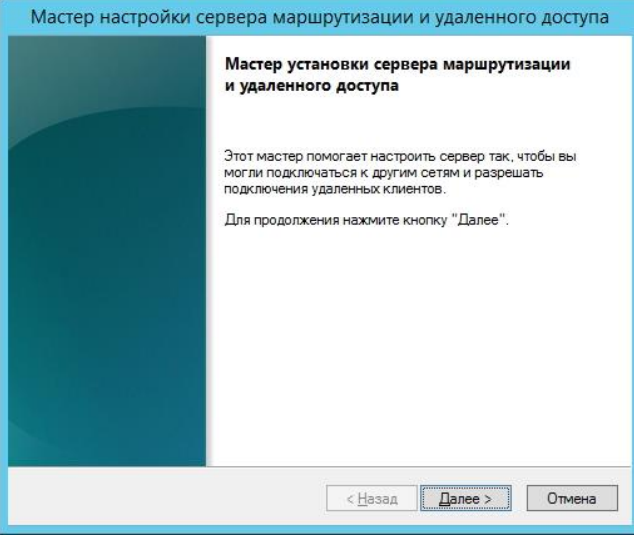 Мастер настройки сервера маршрутизации и удаленного доступа
Мастер установки сервера маршрутизации
и удаленного доступа
Этот мастер помогает настроить сервер так, чтобы вы
могли подключаться к другим сетям и разрешать
подключения удаленных клиентов.
Для продолжения нажмите кнопку "Далее".
< Назад Далее > Отмена